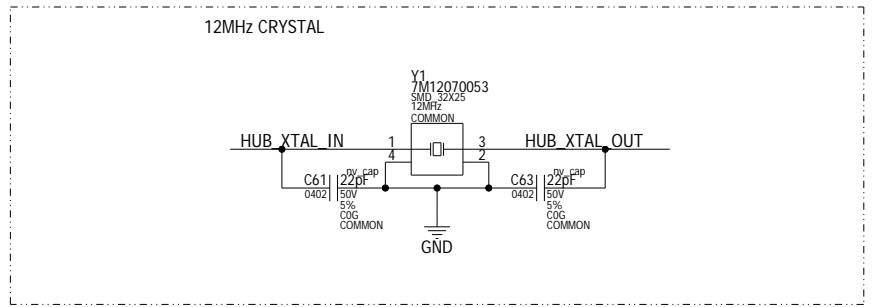 12MHz CRYSTAL
Y1
7M12070053
SMD_32X25
12MHz
COMMON
HUB_XTAL_IN 1 3 HUB_XTAL_OUT
4 2
nv_cap nv_cap
C61 22pF C63 22pF
0402 50V 0402 50V
5% 5%
C0G C0G
COMMON COMMON
GND